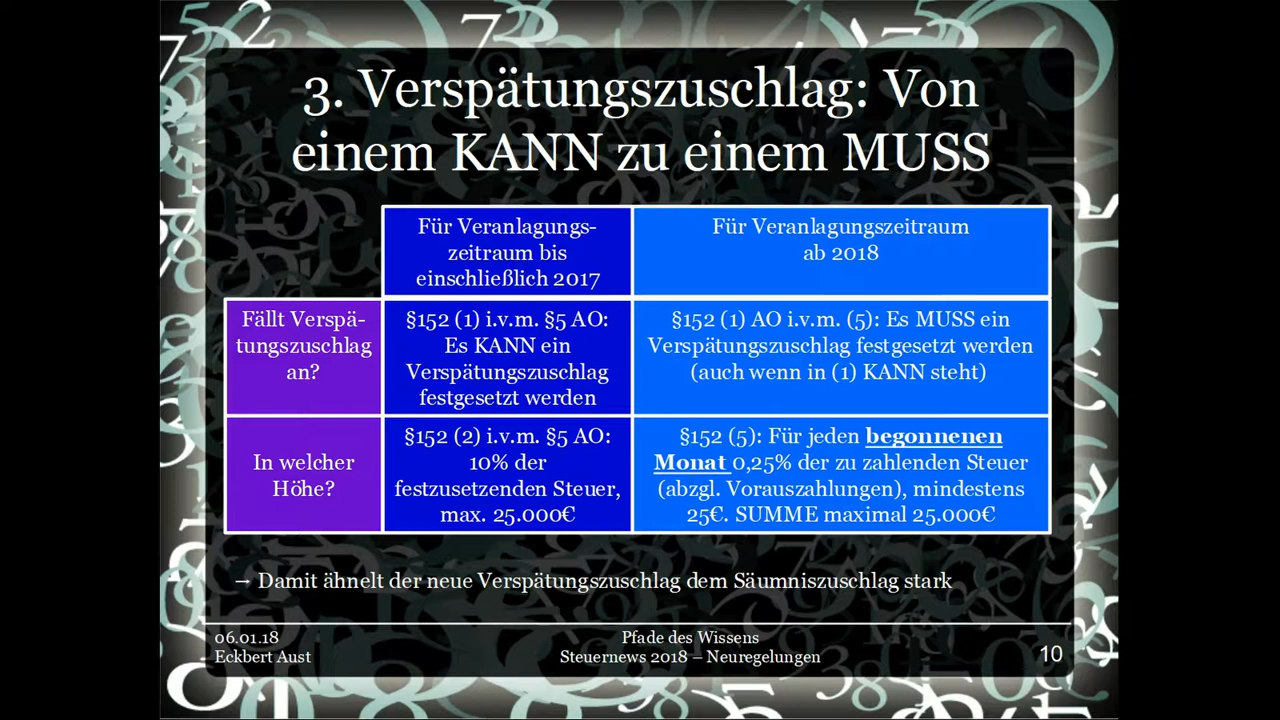 3. Verspätungszuschlag: Von
einem KANN zu einem MUSS
Für Veranlagungs-
zeitraum bis
einschließlich 2017
Für Veranlagungszeitraum
ab 2018
Fällt Verspä-
tungszuschlag
an?
§152 (1) i.v.m. §5 AO:
Es KANN ein
Verspätungszuschlag
festgesetzt werden
§152 (1) AO i.v.m. (5): Es MUSS ein
Verspätungszuschlag festgesetzt werden
(auch wenn in (1) KANN steht)
In welcher
Höhe?
§152 (2) i.v.m. §5 AO:
10% der
festzusetzenden Steuer,
max. 25.000€
§152 (5): Für jeden begonnenen
Monat 0,25% der zu zahlenden Steuer
(abzgl. Vorauszahlungen), mindestens
25€. SUMME maximal 25.000€
→ Damit ähnelt der neue Verspätungszuschlag dem Säumniszuschlag stark
06.01.18
Eckbert Aust
Pfade des Wissens
Steuernews 2018 – Neuregelungen
10